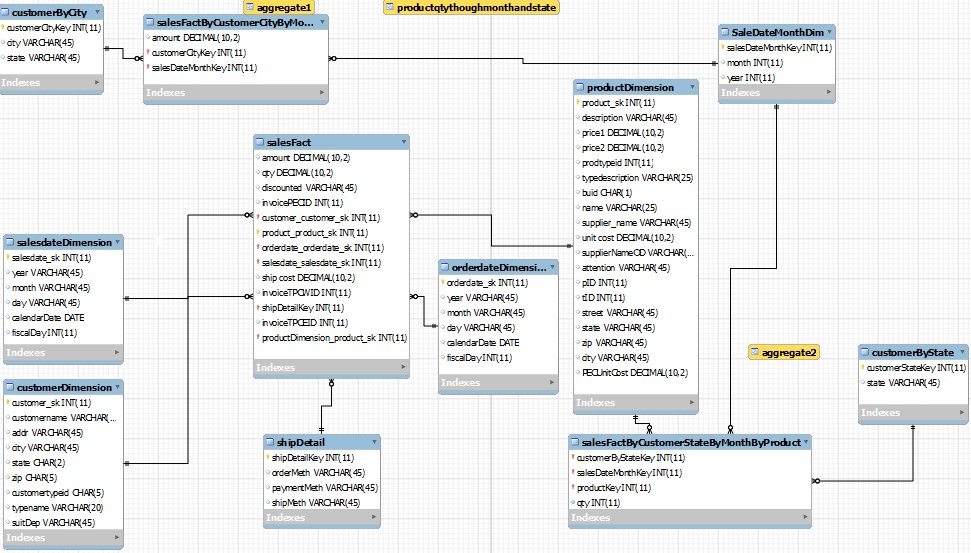 aggregate1
productqtythoughmonthandstate
customerByCity
customerCityKey INT(11)
city VARCHAR(45)
state VARCHAR(45)
Indexes
salesFactByCustomerCityByMo...
amount DECIMAL(10,2)
customerCityKey INT(11)
salesDateMonthKey INT(11)
Indexes
SaleDateMonthDim
salesDateMonthKey INT(11)
month INT(11)
year INT(11)
Indexes
productDimension
product_sk INT(11)
description VARCHAR(45)
price1 DECIMAL(10,2)
price2 DECIMAL(10,2)
prodtypeid INT(11)
typedescription VARCHAR(25)
buid CHAR(1)
name VARCHAR(25)
supplier_name VARCHAR(45)
unit cost DECIMAL(10,2)
supplierNameOD VARCHAR(...
attention VARCHAR(45)
pID INT(11)
tID INT(11)
street VARCHAR(45)
state VARCHAR(45)
zip VARCHAR(45)
city VARCHAR(45)
PECUnitCost DECIMAL(10,2)
Indexes
salesFact
amount DECIMAL(10,2)
qty DECIMAL(10,2)
discounted VARCHAR(45)
invoicePECID INT(11)
customer_customer_sk INT(11)
product_product_sk INT(11)
orderdate_orderdate_sk INT(11)
salesdate_salesdate_sk INT(11)
ship cost DECIMAL(10,2)
invoiceTPCWID INT(11)
shipDetailKey INT(11)
invoiceTPCEID INT(11)
productDimension_product_sk INT(11)
Indexes
salesdateDimension
salesdate_sk INT(11)
year VARCHAR(45)
month VARCHAR(45)
day VARCHAR(45)
calendarDate DATE
fiscalDay INT(11)
Indexes
orderdateDimensi...
orderdate_sk INT(11)
year VARCHAR(45)
month VARCHAR(45)
day VARCHAR(45)
calendarDate DATE
fiscalDay INT(11)
Indexes
aggregate2
customerByState
customerStateKey INT(11)
state VARCHAR(45)
Indexes
customerDimension
customer_sk INT(11)
customername VARCHAR(...
addr VARCHAR(45)
city VARCHAR(45)
state CHAR(2)
zip CHAR(5)
customertypeid CHAR(5)
typename VARCHAR(20)
suitDep VARCHAR(45)
Indexes
shipDetail
shipDetailKey INT(11)
orderMeth VARCHAR(45)
paymentMeth VARCHAR(45)
shipMeth VARCHAR(45)
Indexes
salesFactByCustomerStateByMonthByProduct
customerByStateKey INT(11)
salesDateMonthKey INT(11)
productKey INT(11)
qty INT(11)
Indexes